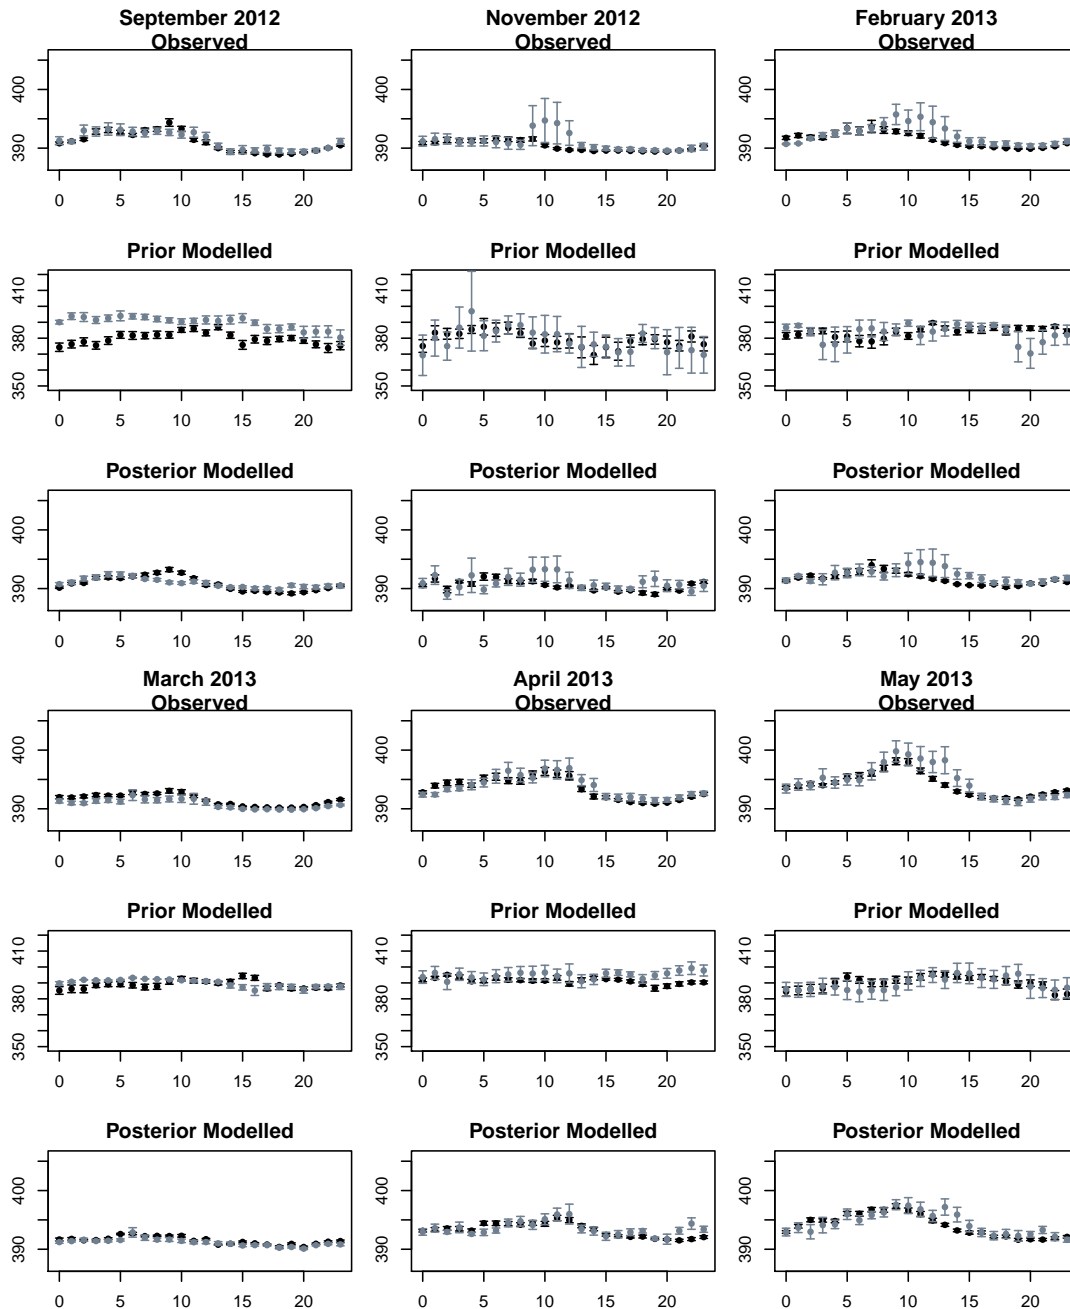 September 2012 November 2012 February 2013
Observed Observed Observed
400 400 400
390 390 390
0 5 10 15 20 0 5 10 15 20 0 5 10 15 20
Prior Modelled Prior Modelled Prior Modelled
410 410 410
380 380 380
350 350 350
0 5 10 15 20 0 5 10 15 20 0 5 10 15 20
Posterior Modelled Posterior Modelled Posterior Modelled
400 400 400
390 390 390
0 5 10 15 20 0 5 10 15 20 0 5 10 15 20
March 2013 April 2013 May 2013
Observed Observed Observed
400 400 400
390 390 390
0 5 10 15 20 0 5 10 15 20 0 5 10 15 20
Prior Modelled Prior Modelled Prior Modelled
410 410 410
380 380 380
350 350 350
0 5 10 15 20 0 5 10 15 20 0 5 10 15 20
Posterior Modelled Posterior Modelled Posterior Modelled
400 400 400
390 390 390
0 5 10 15 20 0 5 10 15 20 0 5 10 15 20